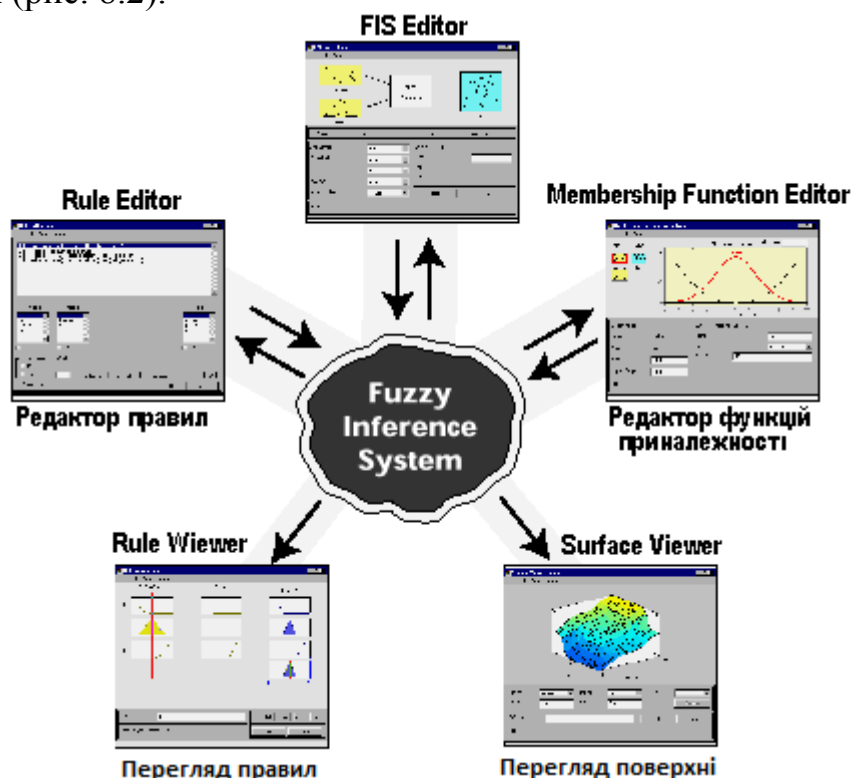 (рис. 6.2).
FIS Editor
Rule Editor
Membership Function Editor
Редактор правил
Редактор функцій
приналежності
Fuzzy
Inference
System
Rule Wiewer
Surface Viewer
Перегляд правил
Перегляд поверхні